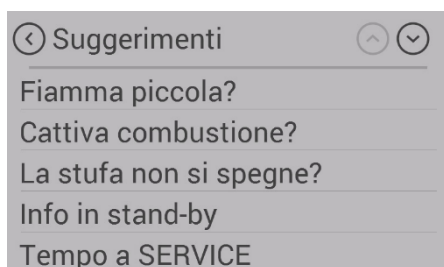 Suggerimenti
Fiamma piccola?
Cattiva combustione?
La stufa non si spegne?
Info in stand-by
Tempo a SERVICE